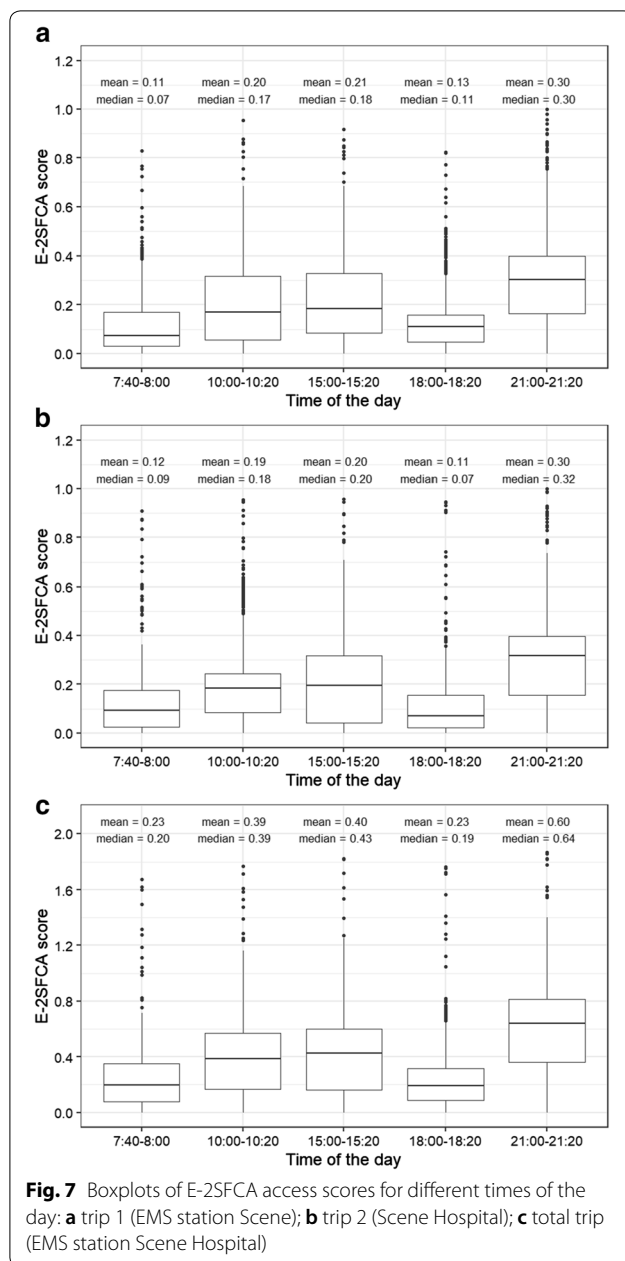 a
mean = 0.11 mean = 0.20 mean = 0.21 mean = 0.13 mean = 0.30
median = 0.07 median = 0.17 median = 0.18 median = 0.11 median = 0.30
1.2
1.0
0.8
0.6
0.4
0.2
0.0
E-2SFCA score
7:40-8:00 10:00-10:20 15:00-15:20 18:00-18:20 21:00-21:20
Time of the day
b
mean = 0.12 mean = 0.19 mean = 0.20 mean = 0.11 mean = 0.30
median = 0.09 median = 0.18 median = 0.20 median = 0.07 median = 0.32
1.2
1.0
0.8
0.6
0.4
0.2
0.0
E-2SFCA score
7:40-8:00 10:00-10:20 15:00-15:20 18:00-18:20 21:00-21:20
Time of the day
c
mean = 0.23 mean = 0.39 mean = 0.40 mean = 0.23 mean = 0.60
median = 0.20 median = 0.39 median = 0.43 median = 0.19 median = 0.64
2.0
1.6
1.2
0.8
0.4
0.0
E-2SFCA score
7:40-8:00 10:00-10:20 15:00-15:20 18:00-18:20 21:00-21:20
Time of the day
Fig. 7 Boxplots of E-2SFCA access scores for different times of the
day: a trip 1 (EMS station Scene); b trip 2 (Scene Hospital); c total trip
(EMS station Scene Hospital)